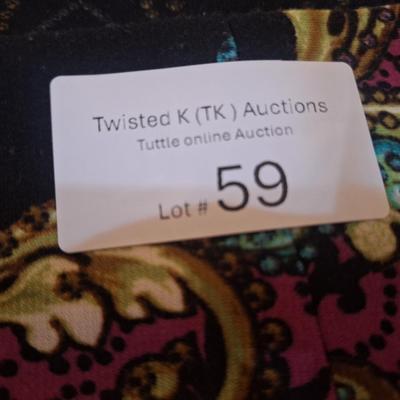 Twisted K (TK ) Auctions
Tuttle online Auction
Lot # 59